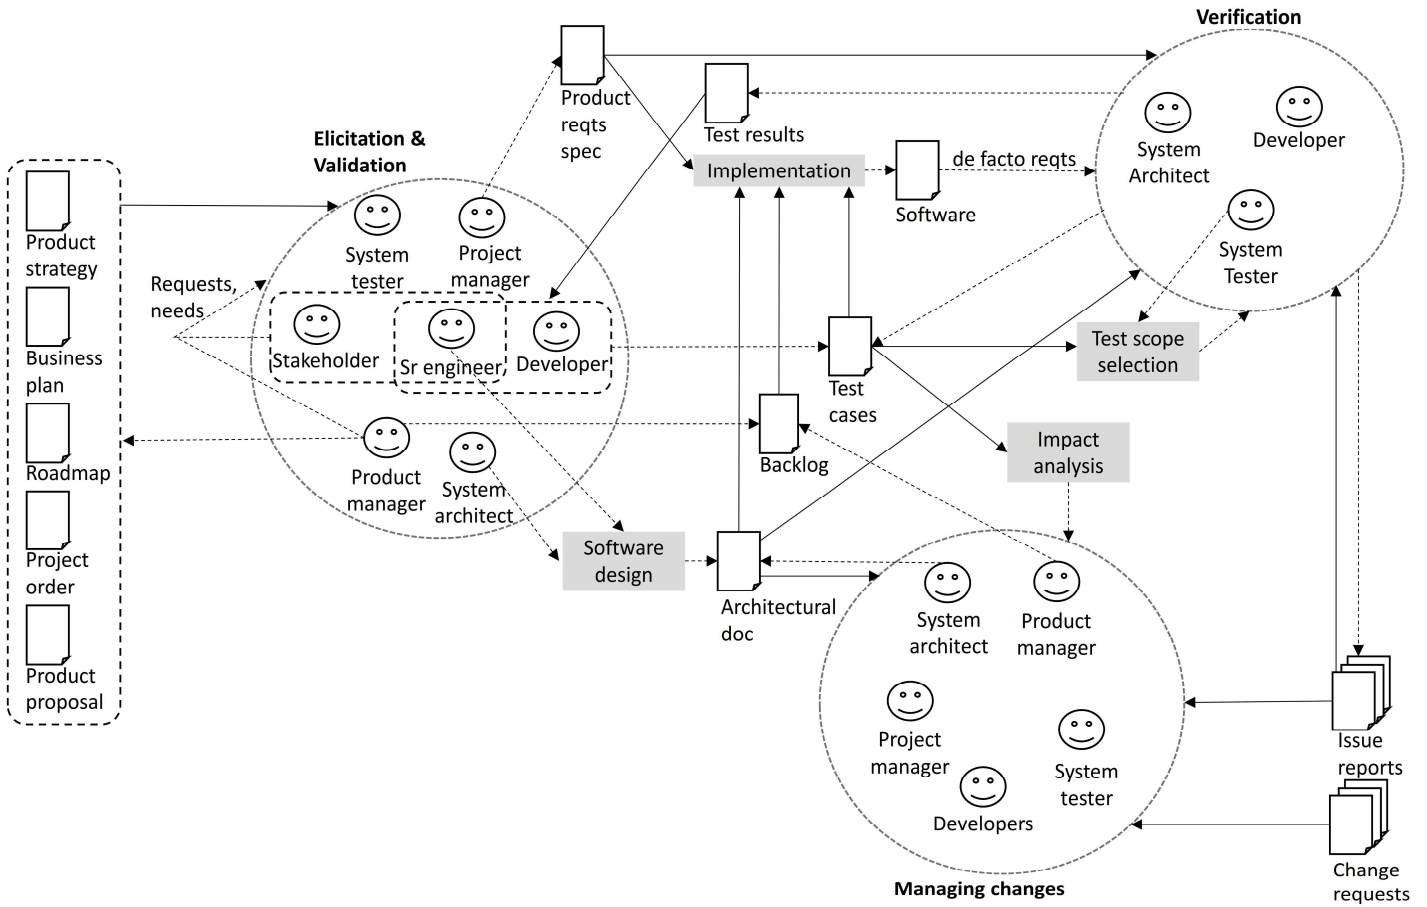 Verification
Product
reqts
spec
Test results
System
Architect
Developer
Elicitation &
Validation
Implementation
de facto reqts
Software
System
Tester
Product
strategy
System
tester
Project
manager
Requests,
needs
Stakeholder
Sr engineer
Developer
Business
plan
Test
cases
Test scope
selection
Product
manager
System
architect
Backlog
Impact
analysis
Roadmap
Project
order
Software
design
Architectural
doc
Product
proposal
System
architect
Product
manager
Project
manager
System
tester
Developers
Issue
reports
Change
requests
Managing changes